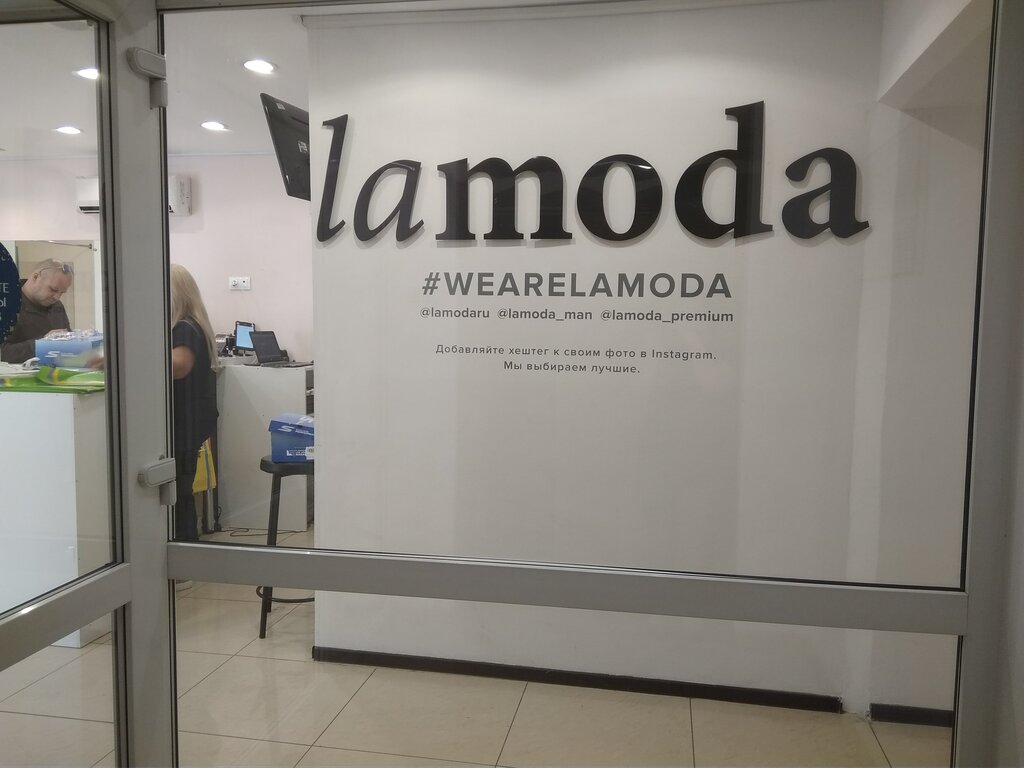 lamoda
#WEARELAMODA
@lamodaru @lamoda_man @lamoda_premium
Добавляйте хештег к своим фото в Instagram.
Мы выбираем лучшие.